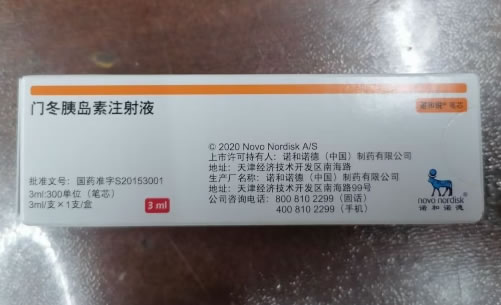 门冬胰岛素注射液
诺和锐® 笔芯
© 2020 Novo Nordisk A/S
上市许可持有人：诺和诺德（中国）制药有限公司
地址：天津经济技术开发区南海路
生产厂名称：诺和诺德（中国）制药有限公司
地址：天津经济技术开发区南海路99号
公司咨询电话：800 810 2299（固话）
400 810 2299（手机）
批准文号：国药准字S20153001
3ml:300单位（笔芯）
3ml/支×1支/盒
3 ml
novo nordisk®
诺和诺德